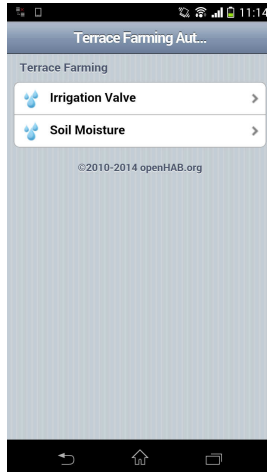 11:14
Terrace Farming Aut...
Terrace Farming
Irrigation Valve
Soil Moisture
©2010-2014 openHAB.org